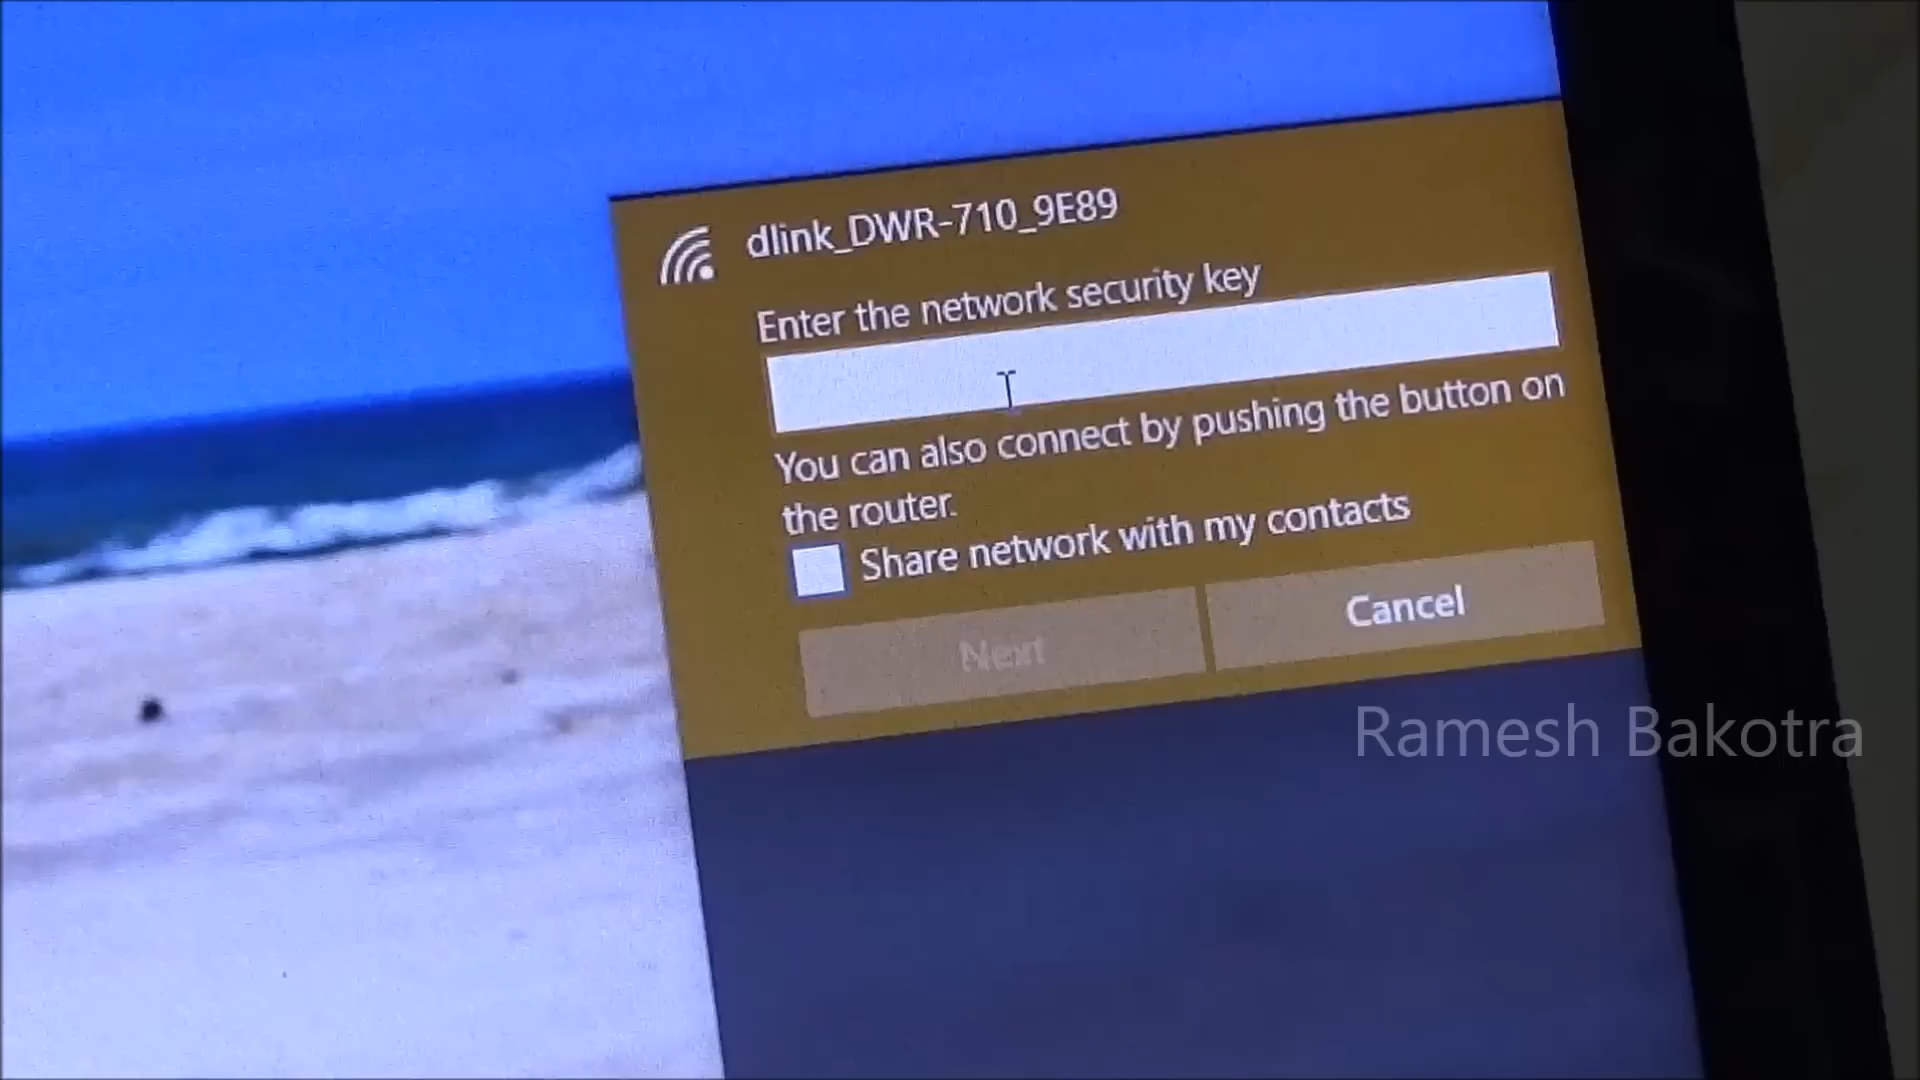 dlink_DWR-710_9E89
Enter the network security key
You can also connect by pushing the button on
the router.
Share network with my contacts
Next
Cancel
Ramesh Bakotra